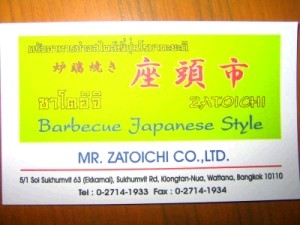 炉璃焼き 座頭市
ซาโตอิจิ ZATOICHI
Barbecue Japanese Style
MR. ZATOICHI CO.,LTD.
5/1 Soi Sukhumvit 63 (Ekkamai), Sukhumvit Rd, Klongtan-Nua, Wattana, Bangkok 10110
Tel : 0-2714-1933 Fax : 0-2714-1934